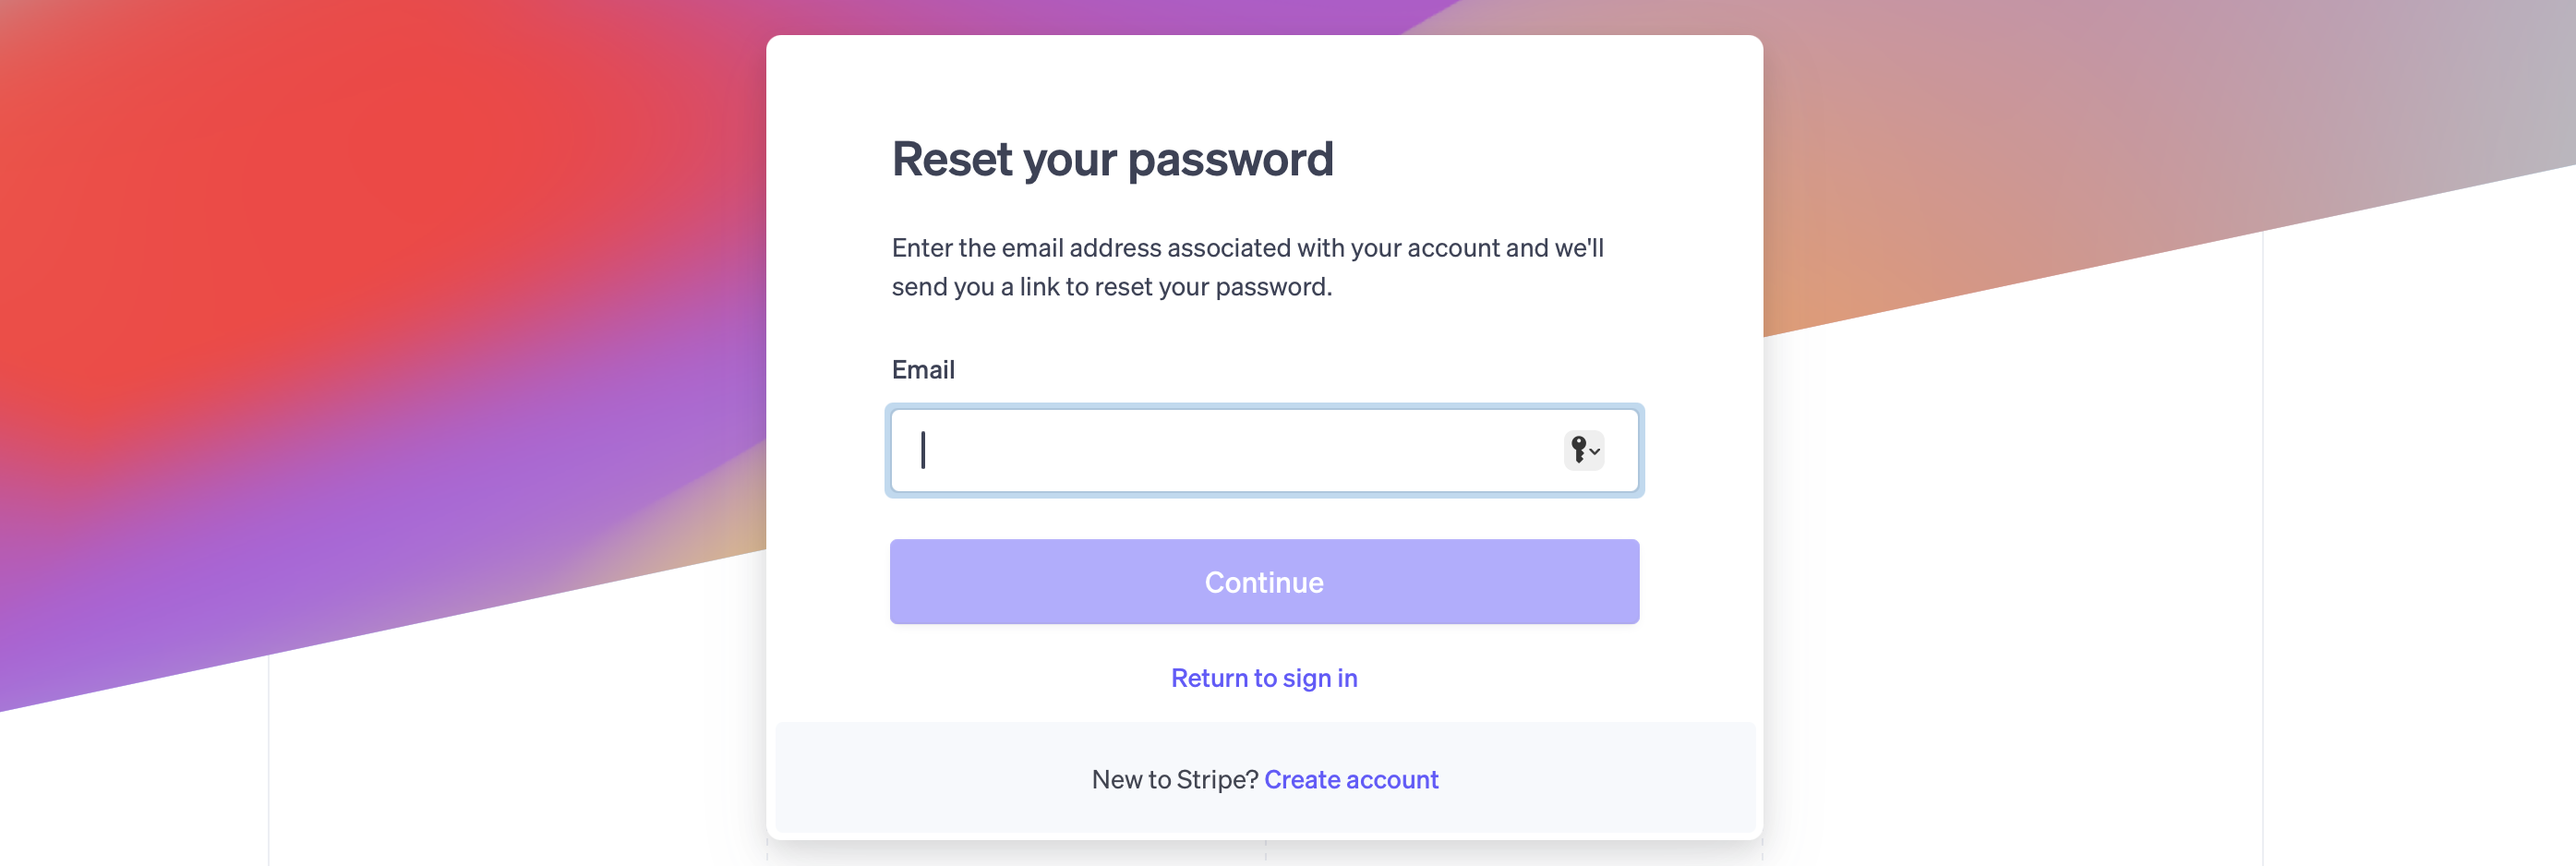 Reset your password
Enter the email address associated with your account and we'll
send you a link to reset your password.
Email
Continue
Return to sign in
New to Stripe? Create account